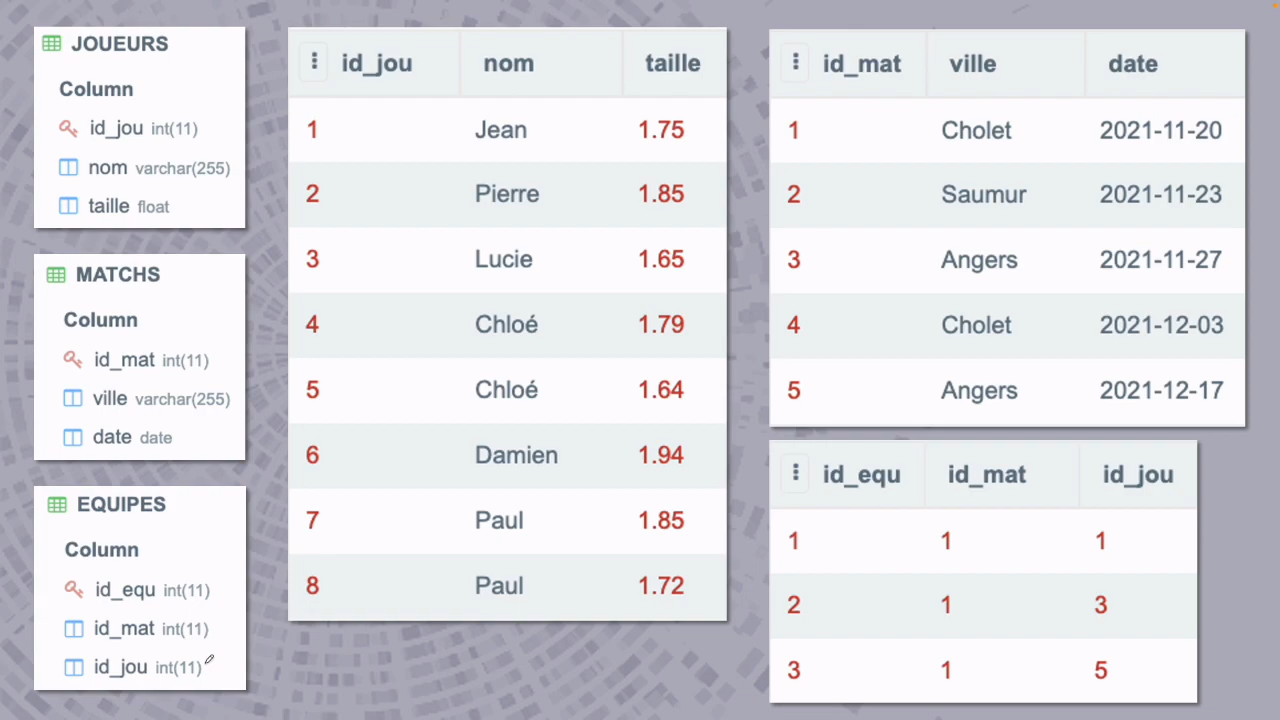 JOUEURS
Column
id_jou int(11)
nom varchar(255)
taille float
MATCHS
Column
id_mat int(11)
ville varchar(255)
date date
EQUIPES
Column
id_equ int(11)
id_mat int(11)
id_jou int(11)
id_jou nom taille
1 Jean 1.75
2 Pierre 1.85
3 Lucie 1.65
4 Chloé 1.79
5 Chloé 1.64
6 Damien 1.94
7 Paul 1.85
8 Paul 1.72
id_mat ville date
1 Cholet 2021-11-20
2 Saumur 2021-11-23
3 Angers 2021-11-27
4 Cholet 2021-12-03
5 Angers 2021-12-17
id_equ id_mat id_jou
1 1 1
2 1 3
3 1 5